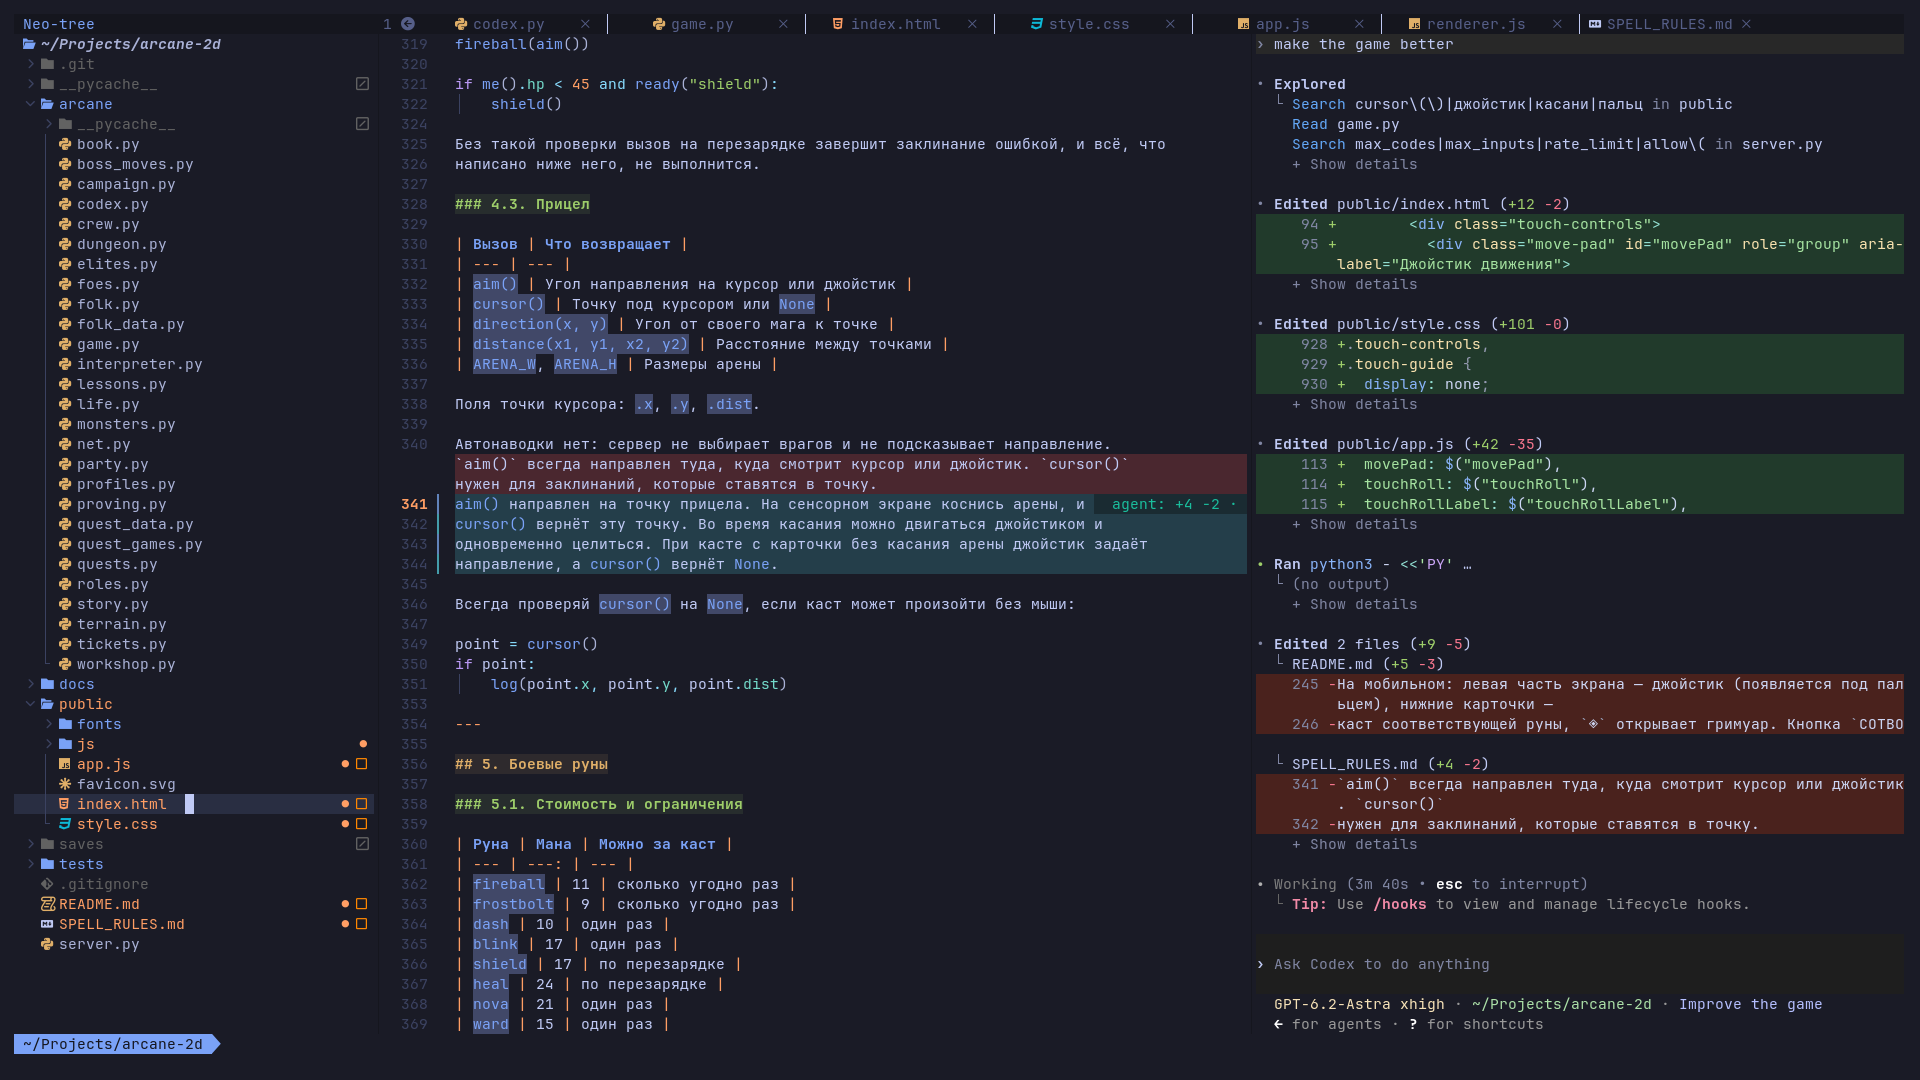 Neo-tree
~/Projects/arcane-2d
.git
__pycache__
arcane
__pycache__
book.py
boss_moves.py
campaign.py
codex.py
crew.py
dungeon.py
elites.py
foes.py
folk.py
folk_data.py
game.py
interpreter.py
lessons.py
life.py
monsters.py
net.py
party.py
profiles.py
proving.py
quest_data.py
quest_games.py
quests.py
roles.py
story.py
terrain.py
tickets.py
workshop.py
docs
public
fonts
js
app.js
favicon.svg
index.html
style.css
saves
tests
.gitignore
README.md
SPELL_RULES.md
server.py
~/Projects/arcane-2d
1 codex.py game.py index.html style.css app.js renderer.js SPELL_RULES.md
319 fireball(aim())
320
321 if me().hp < 45 and ready("shield"):
322 shield()
324
325 Без такой проверки вызов на перезарядке завершит заклинание ошибкой, и всё, что
326 написано ниже него, не выполнится.
327
328 ### 4.3. Прицел
329
330 | Вызов | Что возвращает |
331 | --- | --- |
332 | aim() | Угол направления на курсор или джойстик |
333 | cursor() | Точку под курсором или None |
334 | direction(x, y) | Угол от своего мага к точке |
335 | distance(x1, y1, x2, y2) | Расстояние между точками |
336 | ARENA_W, ARENA_H | Размеры арены |
337
338 Поля точки курсора: .x, .y, .dist.
339
340 Автонаводки нет: сервер не выбирает врагов и не подсказывает направление.
`aim()` всегда направлен туда, куда смотрит курсор или джойстик. `cursor()`
нужен для заклинаний, которые ставятся в точку.
341 aim() направлен на точку прицела. На сенсорном экране коснись арены, и agent: +4 -2 ·
342 cursor() вернёт эту точку. Во время касания можно двигаться джойстиком и
343 одновременно целиться. При касте с карточки без касания арены джойстик задаёт
344 направление, а cursor() вернёт None.
345
346 Всегда проверяй cursor() на None, если каст может произойти без мыши:
347
349 point = cursor()
350 if point:
351 log(point.x, point.y, point.dist)
353
354 ---
355
356 ## 5. Боевые руны
357
358 ### 5.1. Стоимость и ограничения
359
360 | Руна | Мана | Можно за каст |
361 | --- | ---: | --- |
362 | fireball | 11 | сколько угодно раз |
363 | frostbolt | 9 | сколько угодно раз |
364 | dash | 10 | один раз |
365 | blink | 17 | один раз |
366 | shield | 17 | по перезарядке |
367 | heal | 24 | по перезарядке |
368 | nova | 21 | один раз |
369 | ward | 15 | один раз |
› make the game better
• Explored
└ Search cursor\(\)|джойстик|касани|пальц in public
Read game.py
Search max_codes|max_inputs|rate_limit|allow\( in server.py
+ Show details
• Edited public/index.html (+12 -2)
94 + <div class="touch-controls">
95 + <div class="move-pad" id="movePad" role="group" aria-
label="Джойстик движения">
+ Show details
• Edited public/style.css (+101 -0)
928 +.touch-controls,
929 +.touch-guide {
930 + display: none;
+ Show details
• Edited public/app.js (+42 -35)
113 + movePad: $("movePad"),
114 + touchRoll: $("touchRoll"),
115 + touchRollLabel: $("touchRollLabel"),
+ Show details
• Ran python3 - <<'PY' …
└ (no output)
+ Show details
• Edited 2 files (+9 -5)
└ README.md (+5 -3)
245 -На мобильном: левая часть экрана — джойстик (появляется под пал
ьцем), нижние карточки —
246 -каст соответствующей руны, `◈` открывает гримуар. Кнопка `СОТВО
└ SPELL_RULES.md (+4 -2)
341 -`aim()` всегда направлен туда, куда смотрит курсор или джойстик
. `cursor()`
342 -нужен для заклинаний, которые ставятся в точку.
+ Show details
• Working (3m 40s • esc to interrupt)
└ Tip: Use /hooks to view and manage lifecycle hooks.
› Ask Codex to do anything
GPT-6.2-Astra xhigh · ~/Projects/arcane-2d · Improve the game
← for agents · ? for shortcuts